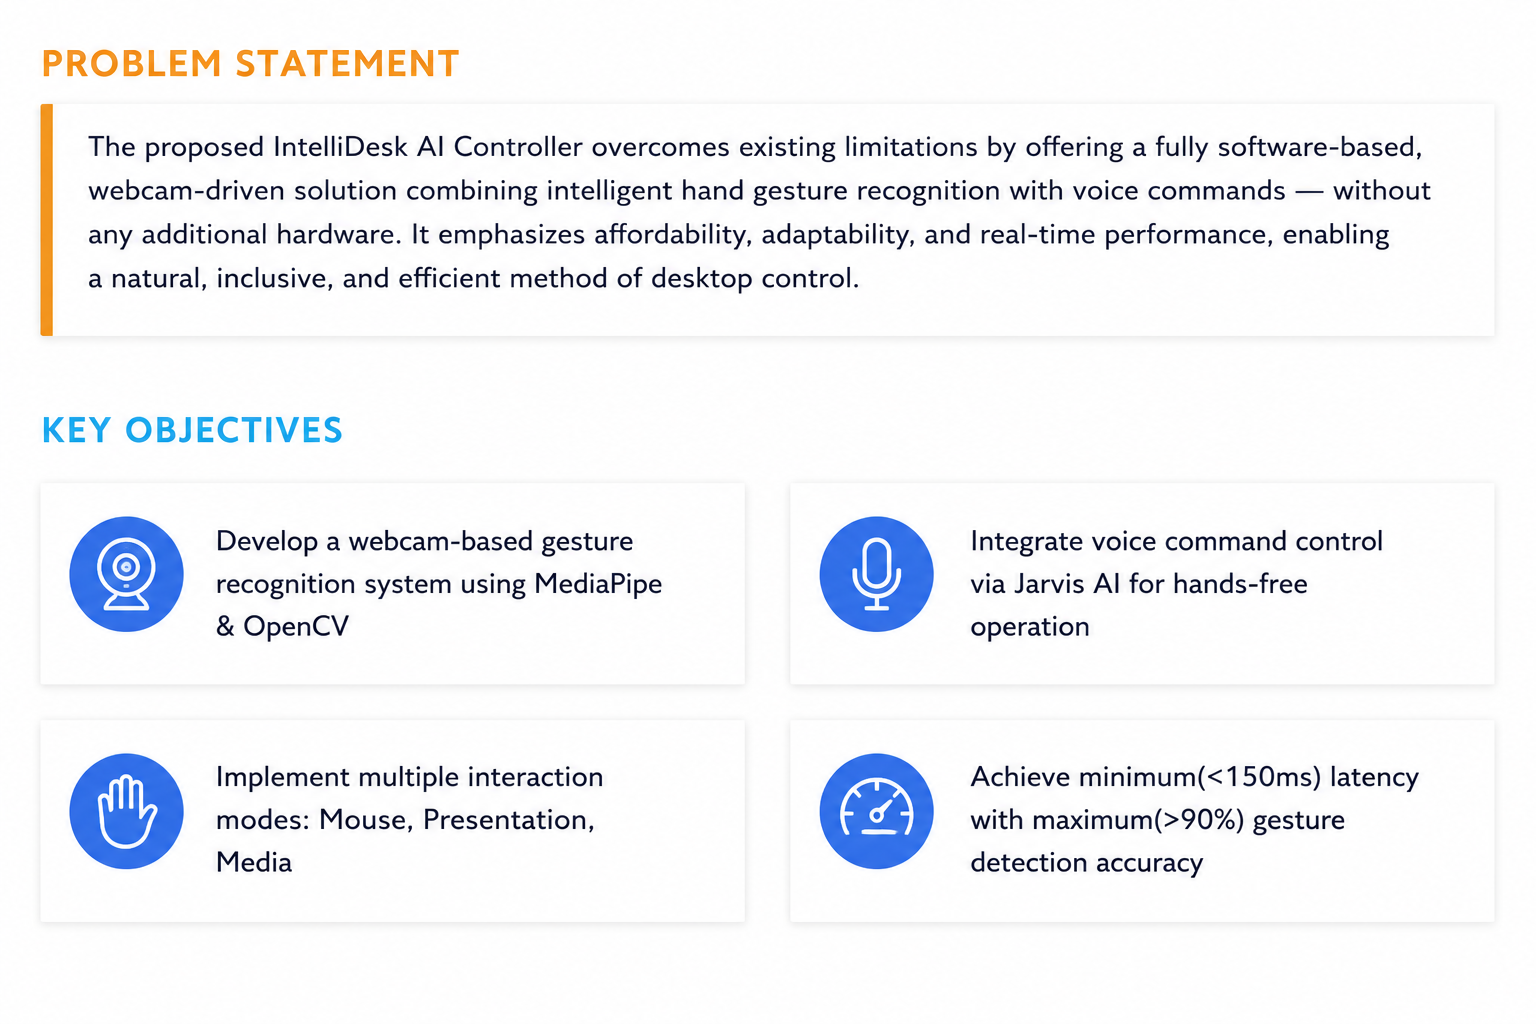 PROBLEM STATEMENT
The proposed IntelliDesk AI Controller overcomes existing limitations by offering a fully software-based,
webcam-driven solution combining intelligent hand gesture recognition with voice commands — without
any additional hardware. It emphasizes affordability, adaptability, and real-time performance, enabling
a natural, inclusive, and efficient method of desktop control.
KEY OBJECTIVES
Develop a webcam-based gesture
recognition system using MediaPipe
& OpenCV
Integrate voice command control
via Jarvis AI for hands-free
operation
Implement multiple interaction
modes: Mouse, Presentation,
Media
Achieve minimum(<150ms) latency
with maximum(>90%) gesture
detection accuracy